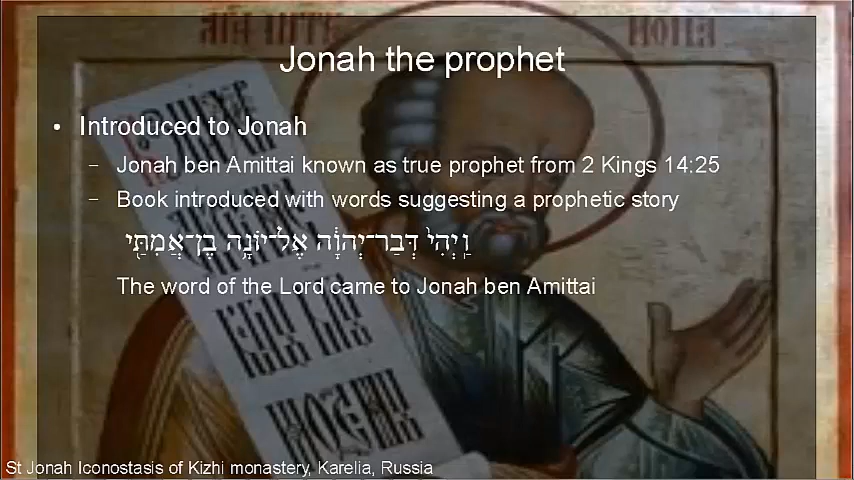 Jonah the prophet
• Introduced to Jonah
– Jonah ben Amittai known as true prophet from 2 Kings 14:25
– Book introduced with words suggesting a prophetic story
וַֽיְהִי֙ דְּבַר־יְהוָ֔ה אֶל־יוֹנָ֥ה בֶן־אֲמִתַּ֖י
The word of the Lord came to Jonah ben Amittai
St Jonah Iconostasis of Kizhi monastery, Karelia, Russia